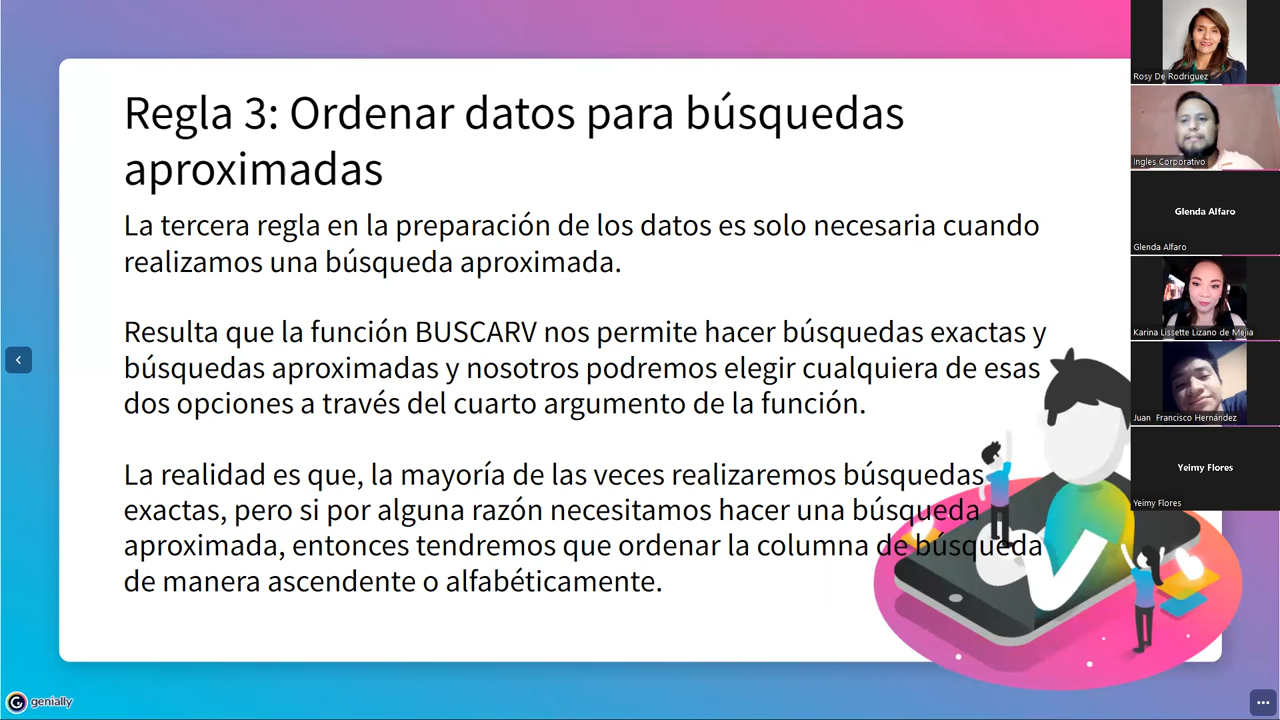 Regla 3: Ordenar datos para búsquedas
aproximadas
La tercera regla en la preparación de los datos es solo necesaria cuando
realizamos una búsqueda aproximada.
Resulta que la función BUSCARV nos permite hacer búsquedas exactas y
búsquedas aproximadas y nosotros podremos elegir cualquiera de esas
dos opciones a través del cuarto argumento de la función.
La realidad es que, la mayoría de las veces realizaremos búsquedas
exactas, pero si por alguna razón necesitamos hacer una búsqueda
aproximada, entonces tendremos que ordenar la columna de búsqueda
de manera ascendente o alfabéticamente.
genially
Rosy De Rodriguez
Ingles Corporativo
Glenda Alfaro
Glenda Alfaro
Karina Lissette Lizano de Mejia
Juan Francisco Hernández
Yeimy Flores
Yeimy Flores